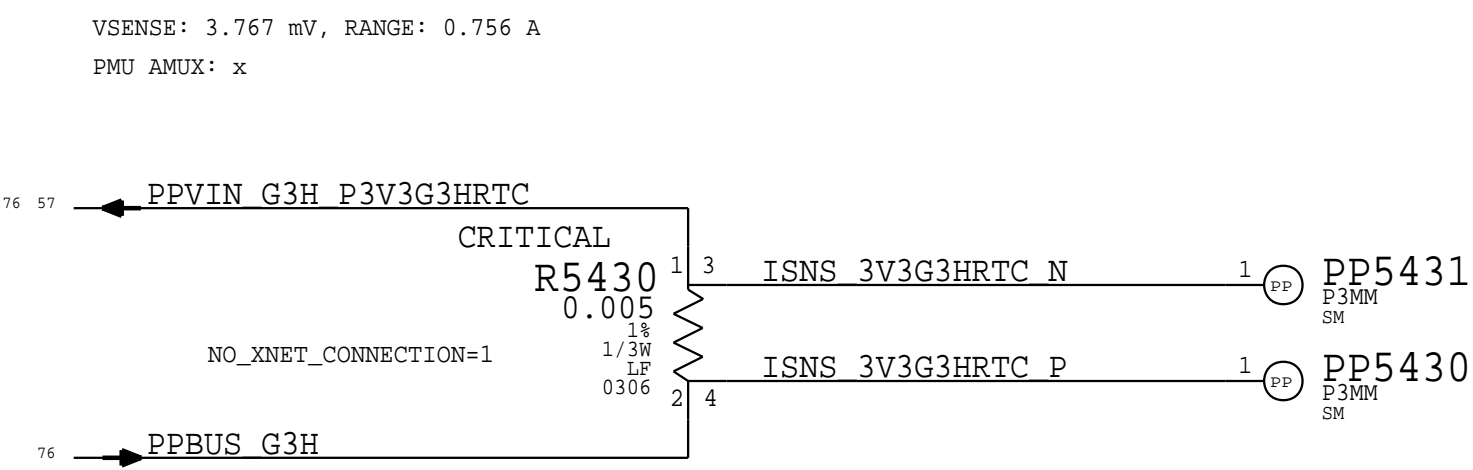 VSENSE: 3.767 mV, RANGE: 0.756 A
PMU AMUX: x
76 57 PPVIN_G3H_P3V3G3HRTC
CRITICAL
R5430 1 3 ISNS_3V3G3HRTC_N 1 PP PP5431
0.005 P3MM
1% SM
NO_XNET_CONNECTION=1 1/3W
LF
0306 2 4 ISNS_3V3G3HRTC_P 1 PP PP5430
P3MM
SM
76 PPBUS_G3H